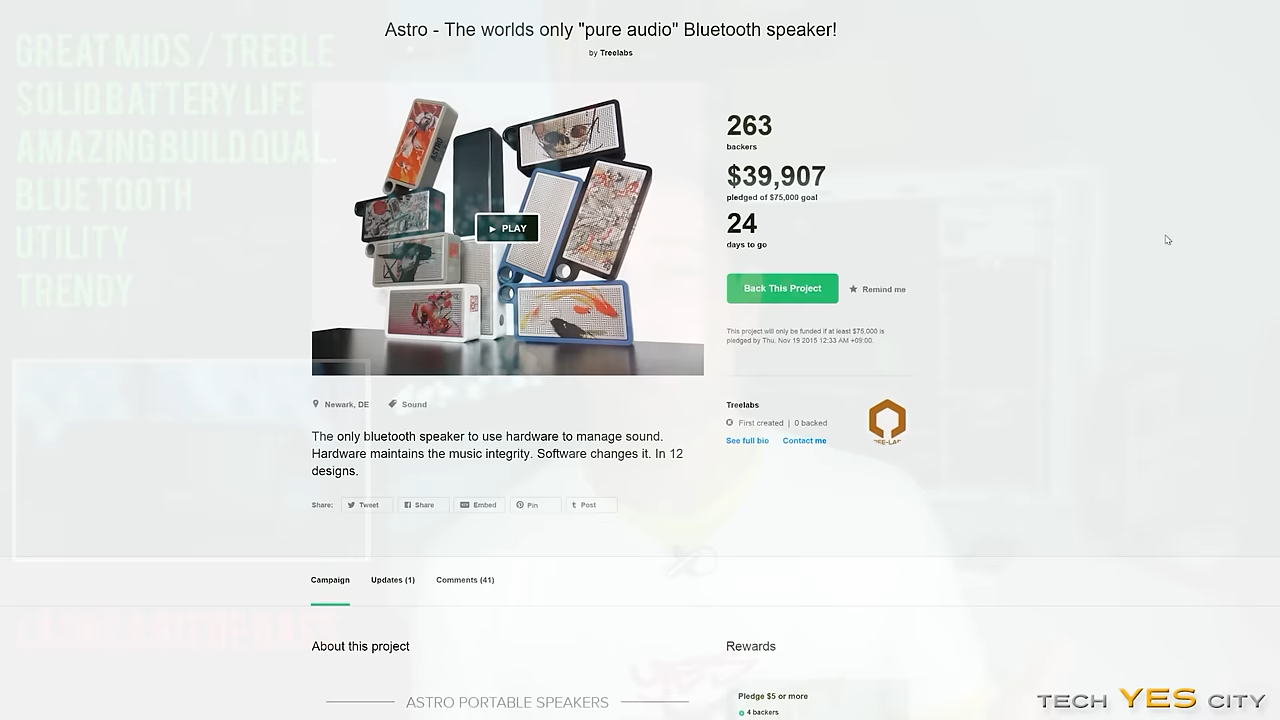 Astro - The worlds only "pure audio" Bluetooth speaker!
by Treelabs
GREAT MIDS / TREBLE
SOLID BATTERY LIFE
AMAZING BUILD QUAL.
BLUETOOTH
UTILITY
TRENDY
ASTRO
▶ PLAY
263
backers
$39,907
pledged of $75,000 goal
24
days to go
Back This Project
Remind me
This project will only be funded if at least $75,000 is
pledged by Thu, Nov 19 2015 12:33 AM +09:00.
Newark, DE
Sound
The only bluetooth speaker to use hardware to manage sound.
Hardware maintains the music integrity. Software changes it. In 12
designs.
Share:
Tweet
Share
Embed
Pin
Post
Treelabs
First created | 0 backed
See full bio
Contact me
Campaign
Updates (1)
Comments (41)
About this project
ASTRO PORTABLE SPEAKERS
Rewards
Pledge $5 or more
4 backers
TECH YES CITY